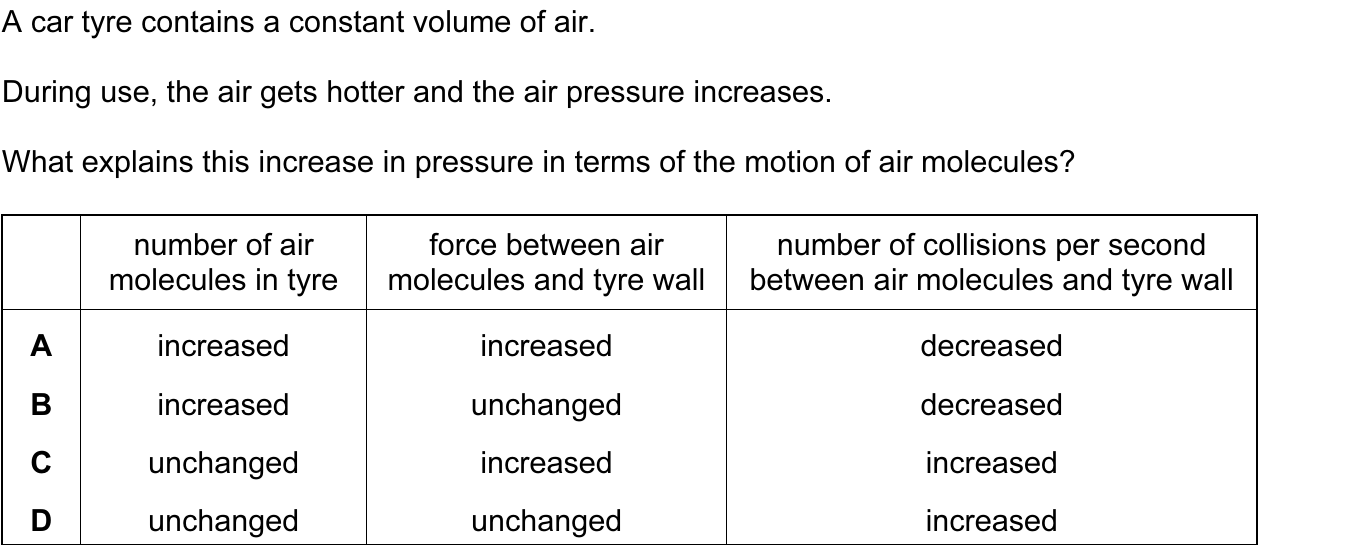 A car tyre contains a constant volume of air.
During use, the air gets hotter and the air pressure increases.
What explains this increase in pressure in terms of the motion of air molecules?
number of air molecules in tyre force between air molecules and tyre wall number of collisions per second between air molecules and tyre wall
A increased increased decreased
B increased unchanged decreased
C unchanged increased increased
D unchanged unchanged increased